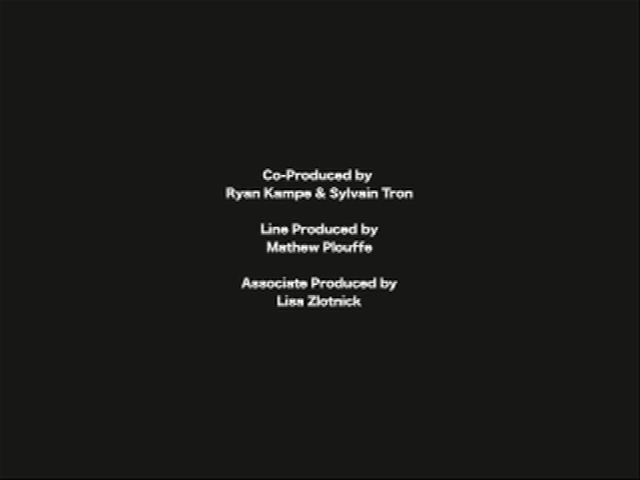 Co-Produced by
Ryan Kampe & Sylvain Tron
Line Produced by
Mathew Plouffe
Associate Produced by
Lisa Zlotnick